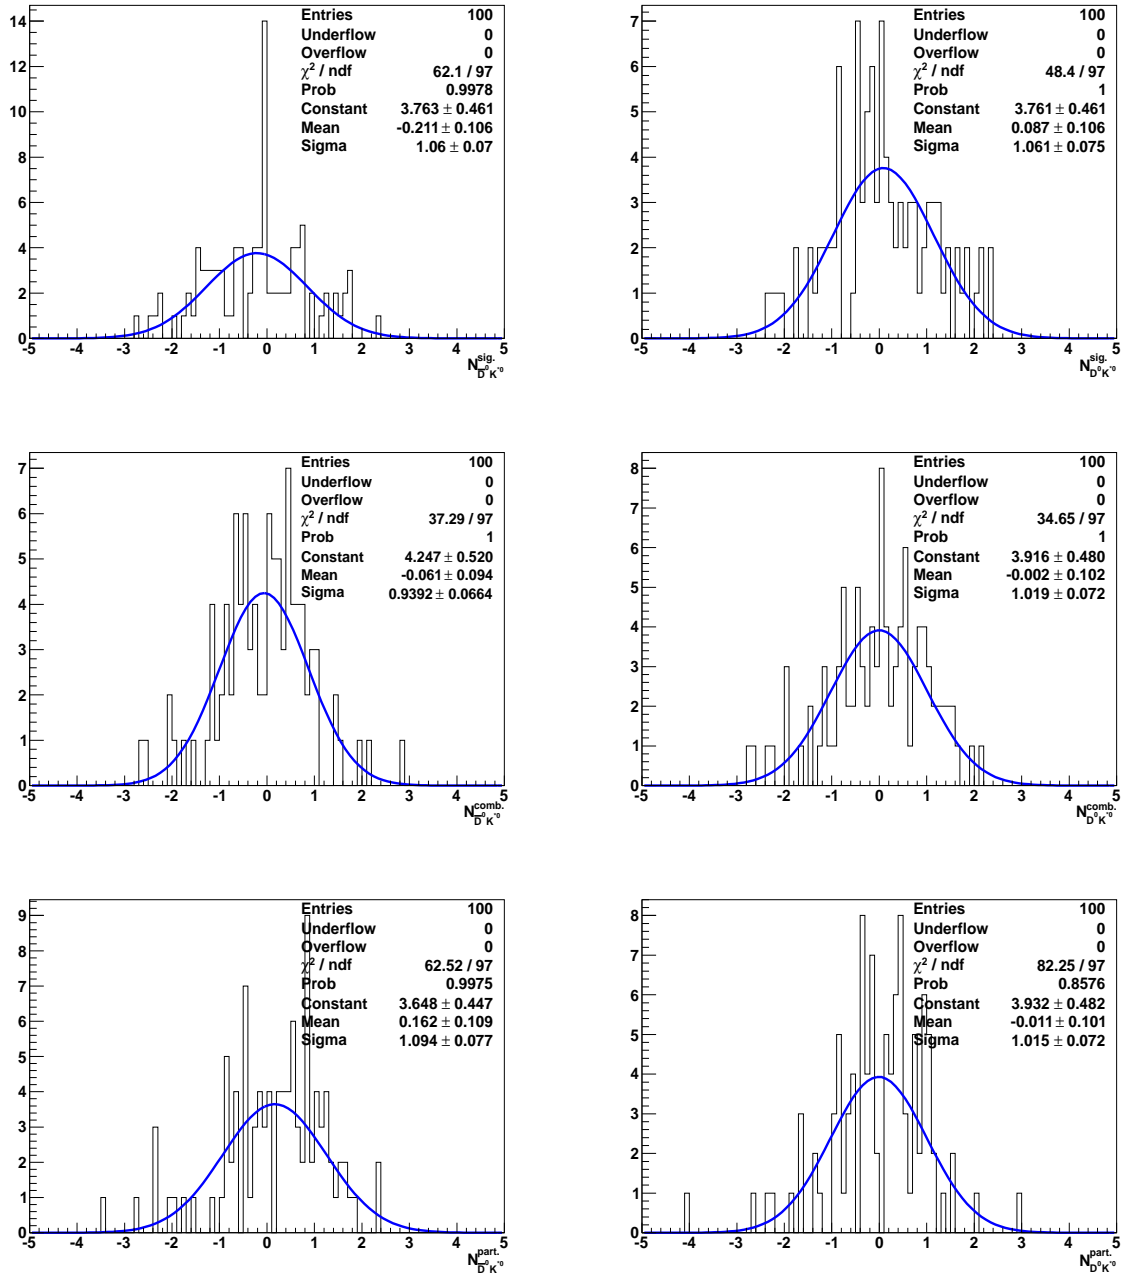 Entries 100
Underflow 0
Overflow 0
χ² / ndf 62.1 / 97
Prob 0.9978
Constant 3.763 ± 0.461
Mean -0.211 ± 0.106
Sigma 1.06 ± 0.07
14
12
10
8
6
4
2
0
-5 -4 -3 -2 -1 0 1 2 3 4 5
N^sig._D̅⁰K*⁰
Entries 100
Underflow 0
Overflow 0
χ² / ndf 48.4 / 97
Prob 1
Constant 3.761 ± 0.461
Mean 0.087 ± 0.106
Sigma 1.061 ± 0.075
7
6
5
4
3
2
1
0
-5 -4 -3 -2 -1 0 1 2 3 4 5
N^sig._D⁰K*⁰
Entries 100
Underflow 0
Overflow 0
χ² / ndf 37.29 / 97
Prob 1
Constant 4.247 ± 0.520
Mean -0.061 ± 0.094
Sigma 0.9392 ± 0.0664
7
6
5
4
3
2
1
0
-5 -4 -3 -2 -1 0 1 2 3 4 5
N^comb._D̅⁰K*⁰
Entries 100
Underflow 0
Overflow 0
χ² / ndf 34.65 / 97
Prob 1
Constant 3.916 ± 0.480
Mean -0.002 ± 0.102
Sigma 1.019 ± 0.072
8
7
6
5
4
3
2
1
0
-5 -4 -3 -2 -1 0 1 2 3 4 5
N^comb._D⁰K*⁰
Entries 100
Underflow 0
Overflow 0
χ² / ndf 62.52 / 97
Prob 0.9975
Constant 3.648 ± 0.447
Mean 0.162 ± 0.109
Sigma 1.094 ± 0.077
9
8
7
6
5
4
3
2
1
0
-5 -4 -3 -2 -1 0 1 2 3 4 5
N^part._D̅⁰K*⁰
Entries 100
Underflow 0
Overflow 0
χ² / ndf 82.25 / 97
Prob 0.8576
Constant 3.932 ± 0.482
Mean -0.011 ± 0.101
Sigma 1.015 ± 0.072
8
7
6
5
4
3
2
1
0
-5 -4 -3 -2 -1 0 1 2 3 4 5
N^part._D⁰K*⁰